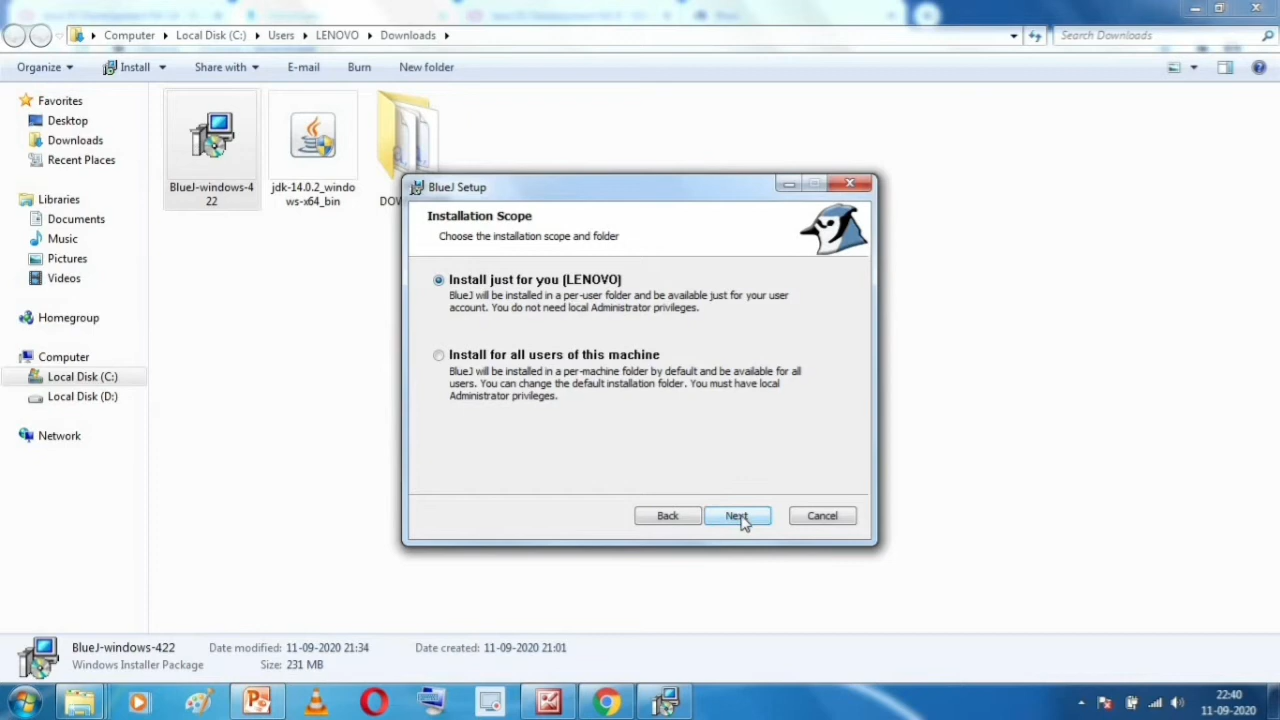 Computer Local Disk (C:) Users LENOVO Downloads
Search Downloads
Organize Install Share with E-mail Burn New folder
Favorites
Desktop
Downloads
Recent Places
Libraries
Documents
Music
Pictures
Videos
Homegroup
Computer
Local Disk (C:)
Local Disk (D:)
Network
BlueJ-windows-4
22
jdk-14.0.2_windo
ws-x64_bin
BlueJ Setup
Installation Scope
Choose the installation scope and folder
Install just for you (LENOVO)
BlueJ will be installed in a per-user folder and be available just for your user
account. You do not need local Administrator privileges.
Install for all users of this machine
BlueJ will be installed in a per-machine folder by default and be available for all
users. You can change the default installation folder. You must have local
Administrator privileges.
Back Next Cancel
BlueJ-windows-422 Date modified: 11-09-2020 21:34 Date created: 11-09-2020 21:01
Windows Installer Package Size: 231 MB
22:40
11-09-2020